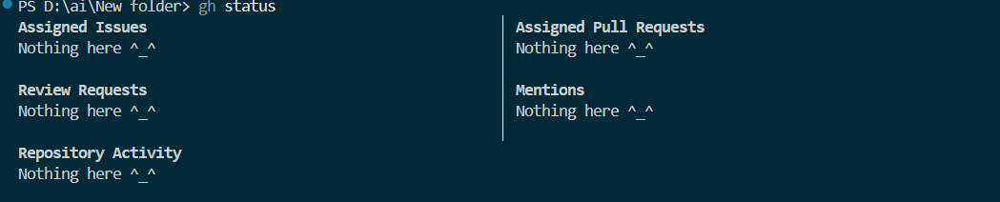 PS D:\ai\New folder> gh status
Assigned Issues
Nothing here ^_^
Assigned Pull Requests
Nothing here ^_^
Review Requests
Nothing here ^_^
Mentions
Nothing here ^_^
Repository Activity
Nothing here ^_^